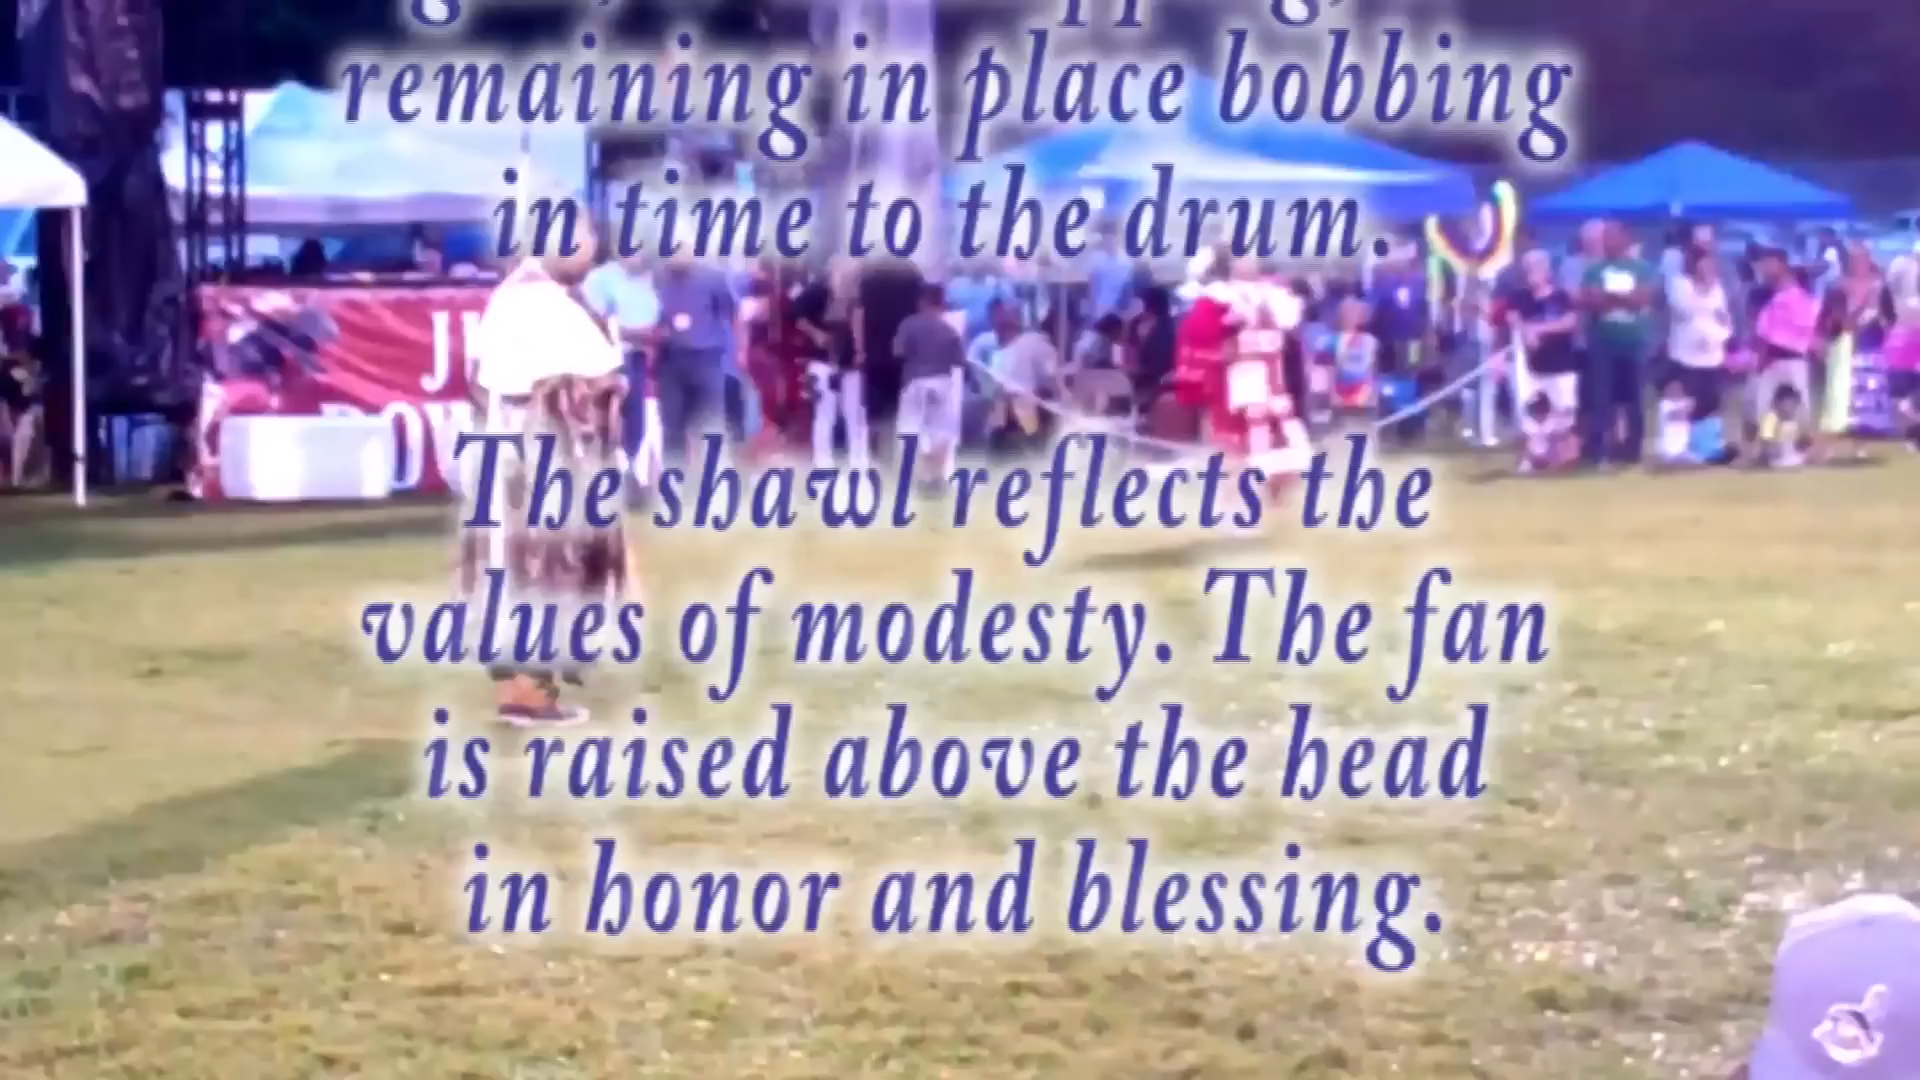 remaining in place bobbing
in time to the drum.
The shawl reflects the
values of modesty. The fan
is raised above the head
in honor and blessing.